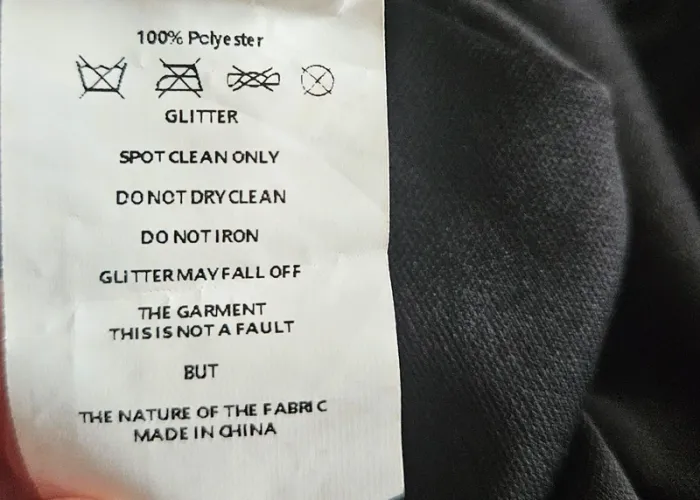 100% Polyester
GLITTER
SPOT CLEAN ONLY
DO NOT DRY CLEAN
DO NOT IRON
GLITTER MAY FALL OFF
THE GARMENT
THIS IS NOT A FAULT
BUT
THE NATURE OF THE FABRIC
MADE IN CHINA